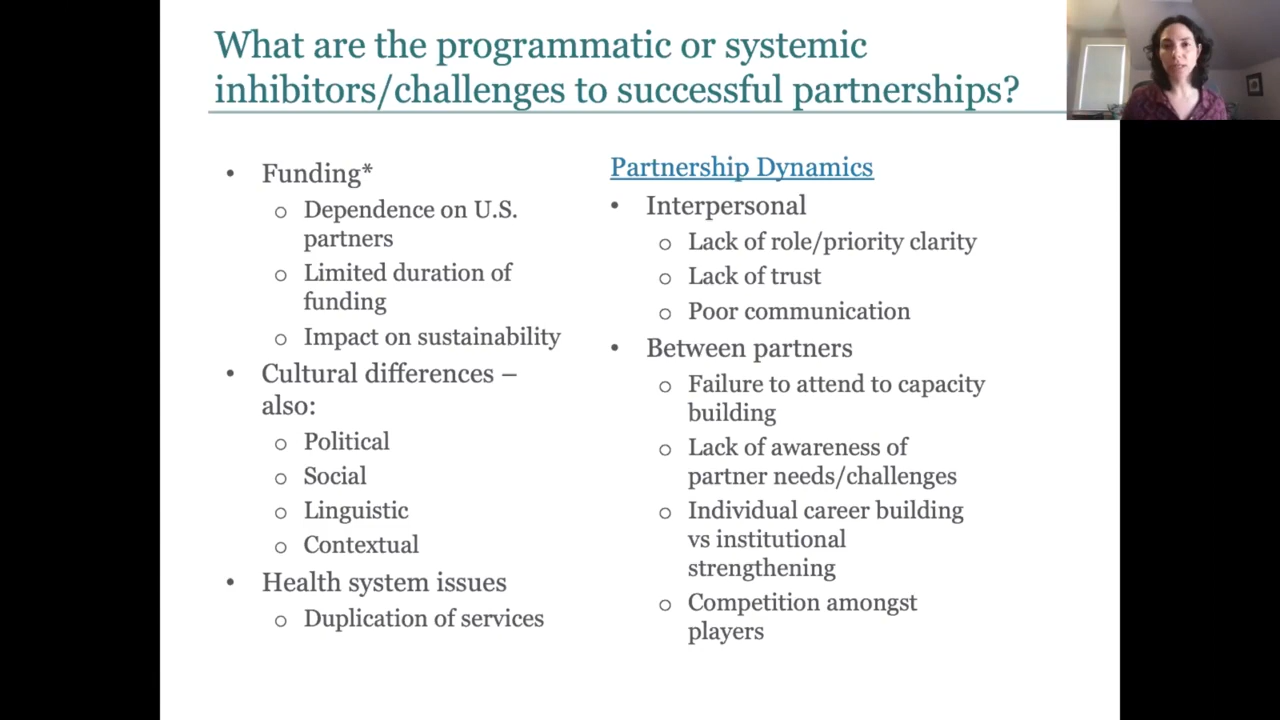 What are the programmatic or systemic
inhibitors/challenges to successful partnerships?
• Funding*
o Dependence on U.S.
partners
o Limited duration of
funding
o Impact on sustainability
• Cultural differences –
also:
o Political
o Social
o Linguistic
o Contextual
• Health system issues
o Duplication of services
Partnership Dynamics
• Interpersonal
o Lack of role/priority clarity
o Lack of trust
o Poor communication
• Between partners
o Failure to attend to capacity
building
o Lack of awareness of
partner needs/challenges
o Individual career building
vs institutional
strengthening
o Competition amongst
players